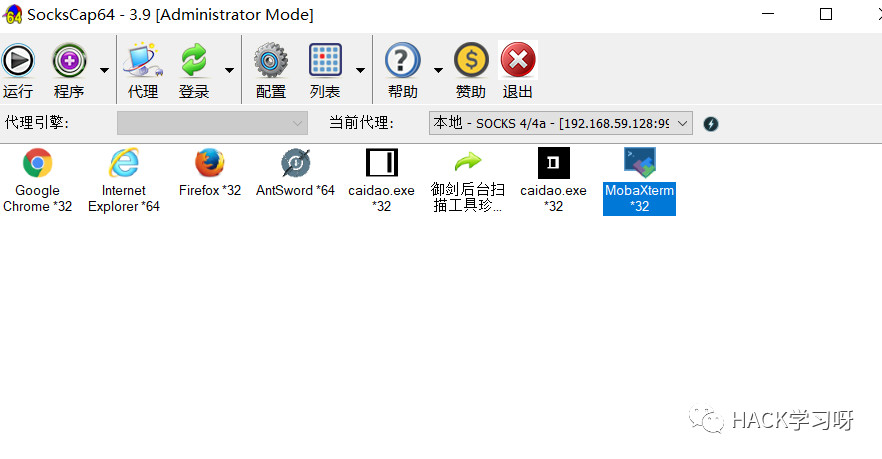 SocksCap64 - 3.9 [Administrator Mode]
运行 程序 代理 登录 配置 列表 帮助 赞助 退出
代理引擎: 当前代理: 本地 - SOCKS 4/4a - [192.168.59.128:99
Google
Chrome *32
Internet
Explorer *64
Firefox *32
AntSword *64
caidao.exe
*32
御剑后台扫
描工具珍...
caidao.exe
*32
MobaXterm
*32
HACK学习呀